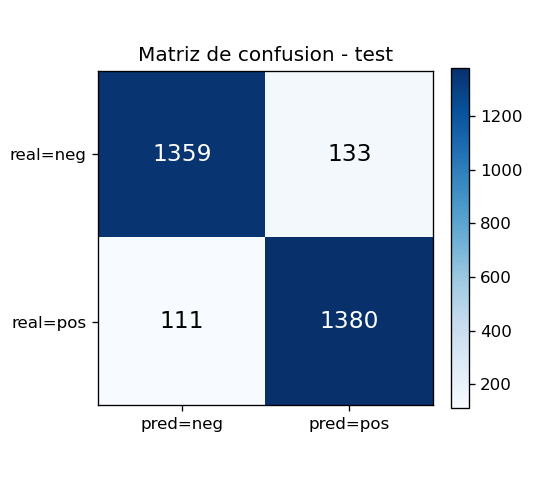 Matriz de confusion - test
real=neg
1359
133
real=pos
111
1380
pred=neg
pred=pos
1200
1000
800
600
400
200